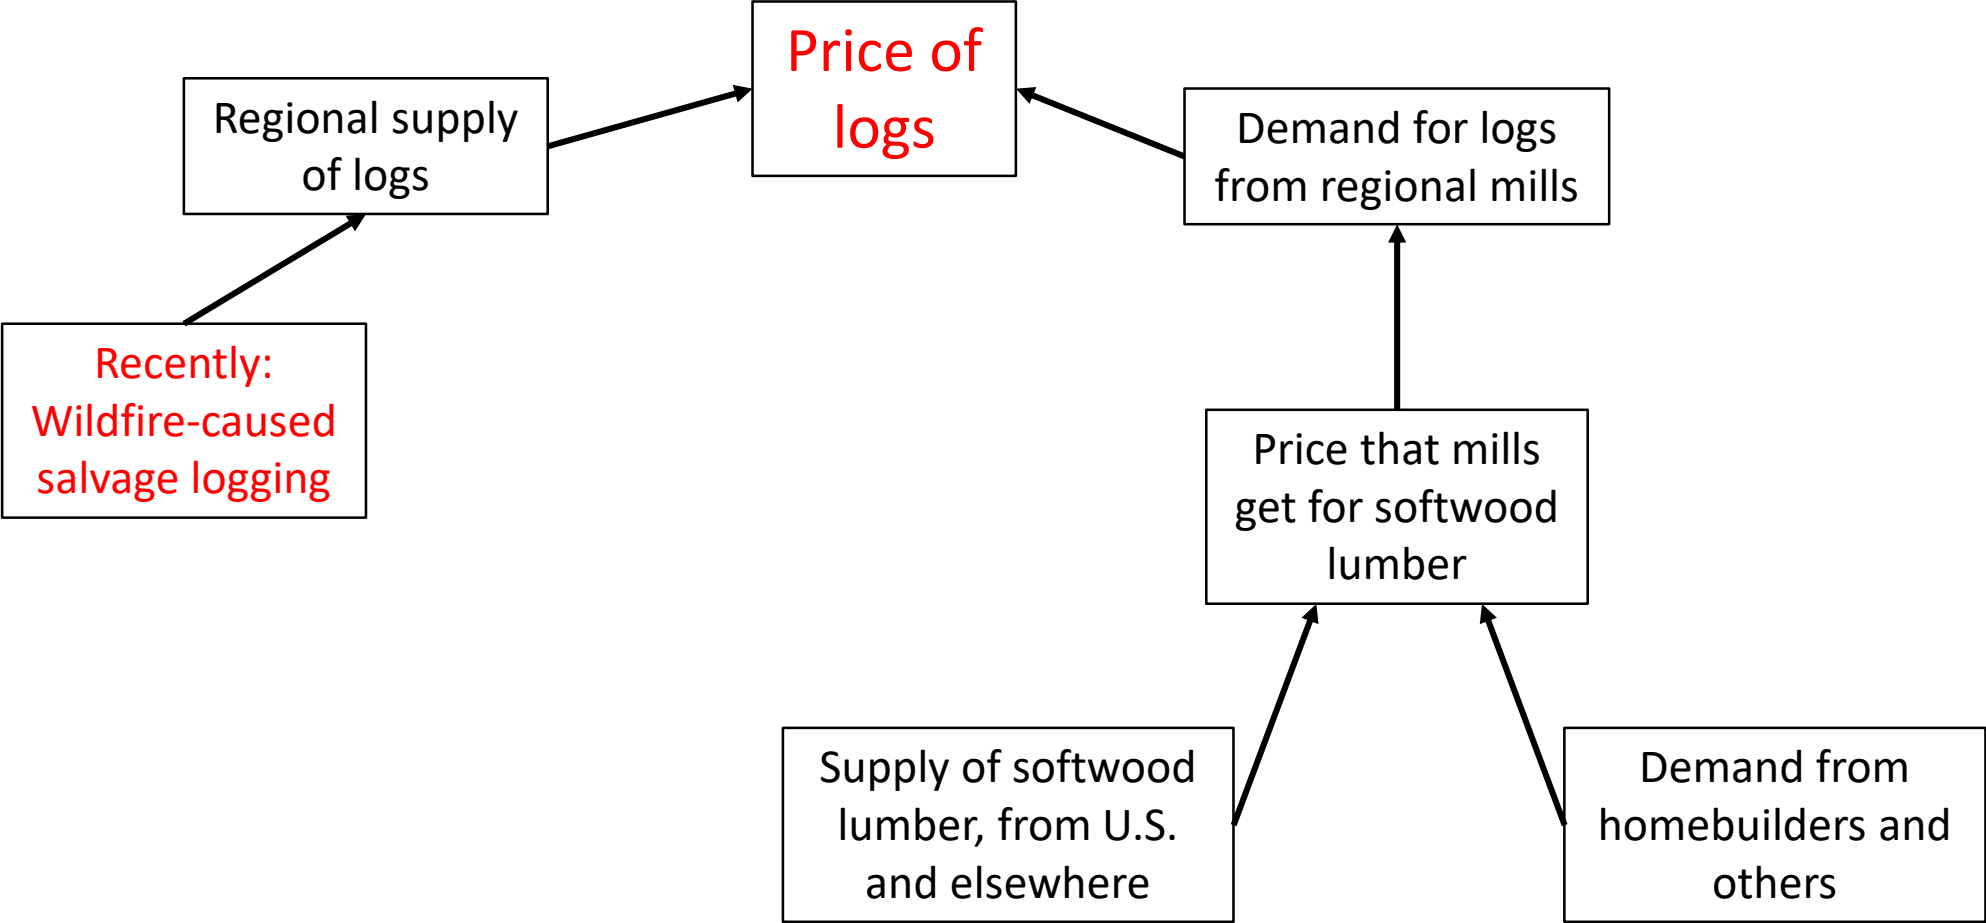 Price of
logs
Regional supply
of logs
Demand for logs
from regional mills
Recently:
Wildfire-caused
salvage logging
Price that mills
get for softwood
lumber
Supply of softwood
lumber, from U.S.
and elsewhere
Demand from
homebuilders and
others